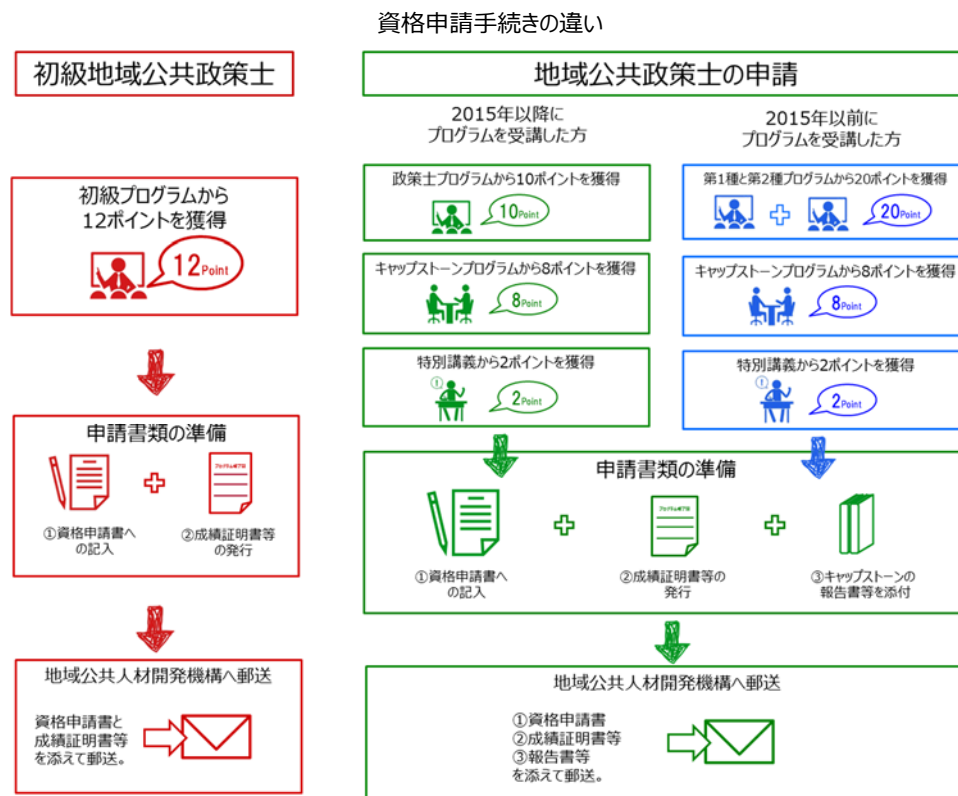 資格申請手続きの違い
初級地域公共政策士
初級プログラムから
12ポイントを獲得
12Point
申請書類の準備
①資格申請書へ
の記入
プログラム修了証
②成績証明書等
の発行
地域公共人材開発機構へ郵送
資格申請書と
成績証明書等
を添えて郵送。
地域公共政策士の申請
2015年以降に
プログラムを受講した方
政策士プログラムから10ポイントを獲得
10Point
キャップストーンプログラムから8ポイントを獲得
8Point
特別講義から2ポイントを獲得
2Point
2015年以前に
プログラムを受講した方
第1種と第2種プログラムから20ポイントを獲得
20Point
キャップストーンプログラムから8ポイントを獲得
8Point
特別講義から2ポイントを獲得
2Point
申請書類の準備
①資格申請書へ
の記入
プログラム修了証
②成績証明書等の
発行
③キャップストーンの
報告書等を添付
地域公共人材開発機構へ郵送
①資格申請書
②成績証明書等
③報告書等
を添えて郵送。